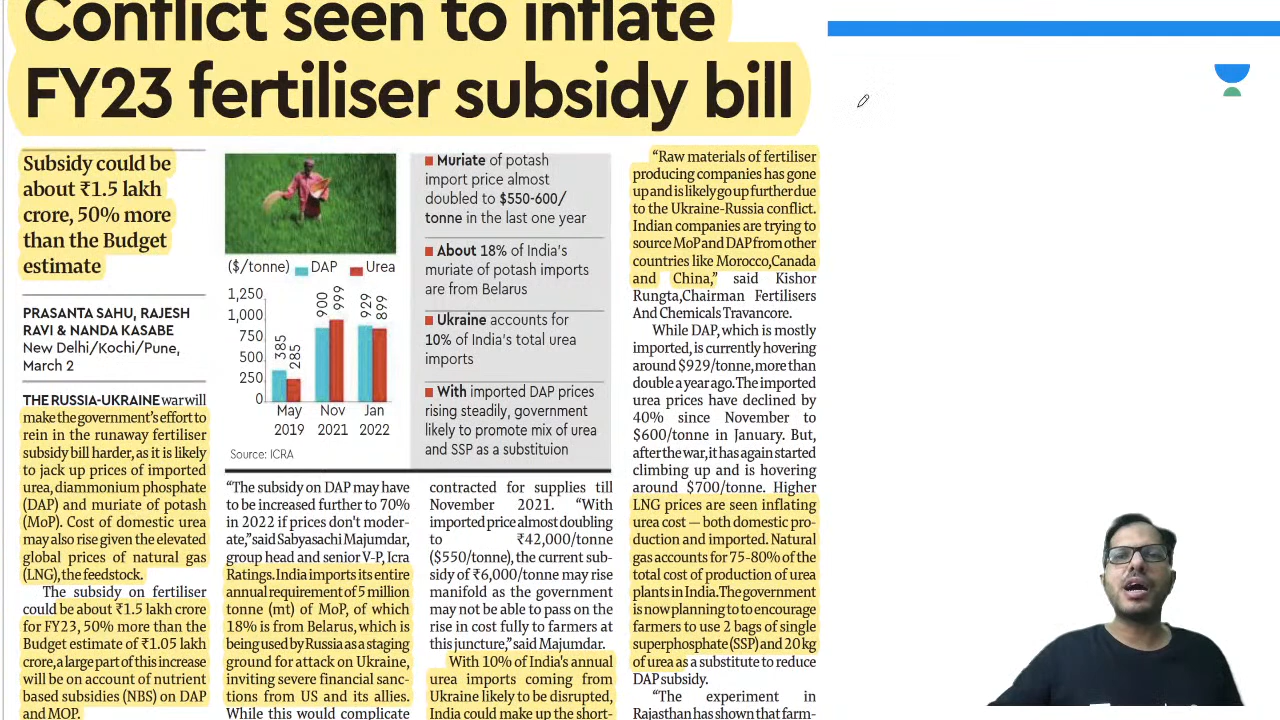 Conflict seen to inflate
FY23 fertiliser subsidy bill
Subsidy could be
about ₹1.5 lakh
crore, 50% more
than the Budget
estimate
PRASANTA SAHU, RAJESH
RAVI & NANDA KASABE
New Delhi/Kochi/Pune,
March 2
THE RUSSIA-UKRAINE war will
make the government's effort to
rein in the runaway fertiliser
subsidy bill harder, as it is likely
to jack up prices of imported
urea, diammonium phosphate
(DAP) and muriate of potash
(MoP). Cost of domestic urea
may also rise given the elevated
global prices of natural gas
(LNG), the feedstock.
The subsidy on fertiliser
could be about ₹1.5 lakh crore
for FY23, 50% more than the
Budget estimate of ₹1.05 lakh
crore, a large part of this increase
will be on account of nutrient
based subsidies (NBS) on DAP
and MOP.
($/tonne) DAP Urea
1,250
1,000
750
500
250
0
385
285
900
999
929
899
May
2019
Nov
2021
Jan
2022
Source: ICRA
Muriate of potash
import price almost
doubled to $550-600/
tonne in the last one year
About 18% of India's
muriate of potash imports
are from Belarus
Ukraine accounts for
10% of India's total urea
imports
With imported DAP prices
rising steadily, government
likely to promote mix of urea
and SSP as a substituion
“The subsidy on DAP may have
to be increased further to 70%
in 2022 if prices don't moder-
ate,” said Sabyasachi Majumdar,
group head and senior V-P, Icra
Ratings. India imports its entire
annual requirement of 5 million
tonne (mt) of MoP, of which
18% is from Belarus, which is
being used by Russia as a staging
ground for attack on Ukraine,
inviting severe financial sanc-
tions from US and its allies.
While this would complicate
contracted for supplies till
November 2021. “With
imported price almost doubling
to ₹42,000/tonne
($550/tonne), the current sub-
sidy of ₹6,000/tonne may rise
manifold as the government
may not be able to pass on the
rise in cost fully to farmers at
this juncture,” said Majumdar.
With 10% of India's annual
urea imports coming from
Ukraine likely to be disrupted,
India could make up the short-
“Raw materials of fertiliser
producing companies has gone
up and is likely go up further due
to the Ukraine-Russia conflict.
Indian companies are trying to
source MoP and DAP from other
countries like Morocco, Canada
and China,” said Kishor
Rungta, Chairman Fertilisers
And Chemicals Travancore.
While DAP, which is mostly
imported, is currently hovering
around $929/tonne, more than
double a year ago. The imported
urea prices have declined by
40% since November to
$600/tonne in January. But,
after the war, it has again started
climbing up and is hovering
around $700/tonne. Higher
LNG prices are seen inflating
urea cost — both domestic pro-
duction and imported. Natural
gas accounts for 75-80% of the
total cost of production of urea
plants in India. The government
is now planning to to encourage
farmers to use 2 bags of single
superphosphate (SSP) and 20 kg
of urea as a substitute to reduce
DAP subsidy.
“The experiment in
Rajasthan has shown that farm-